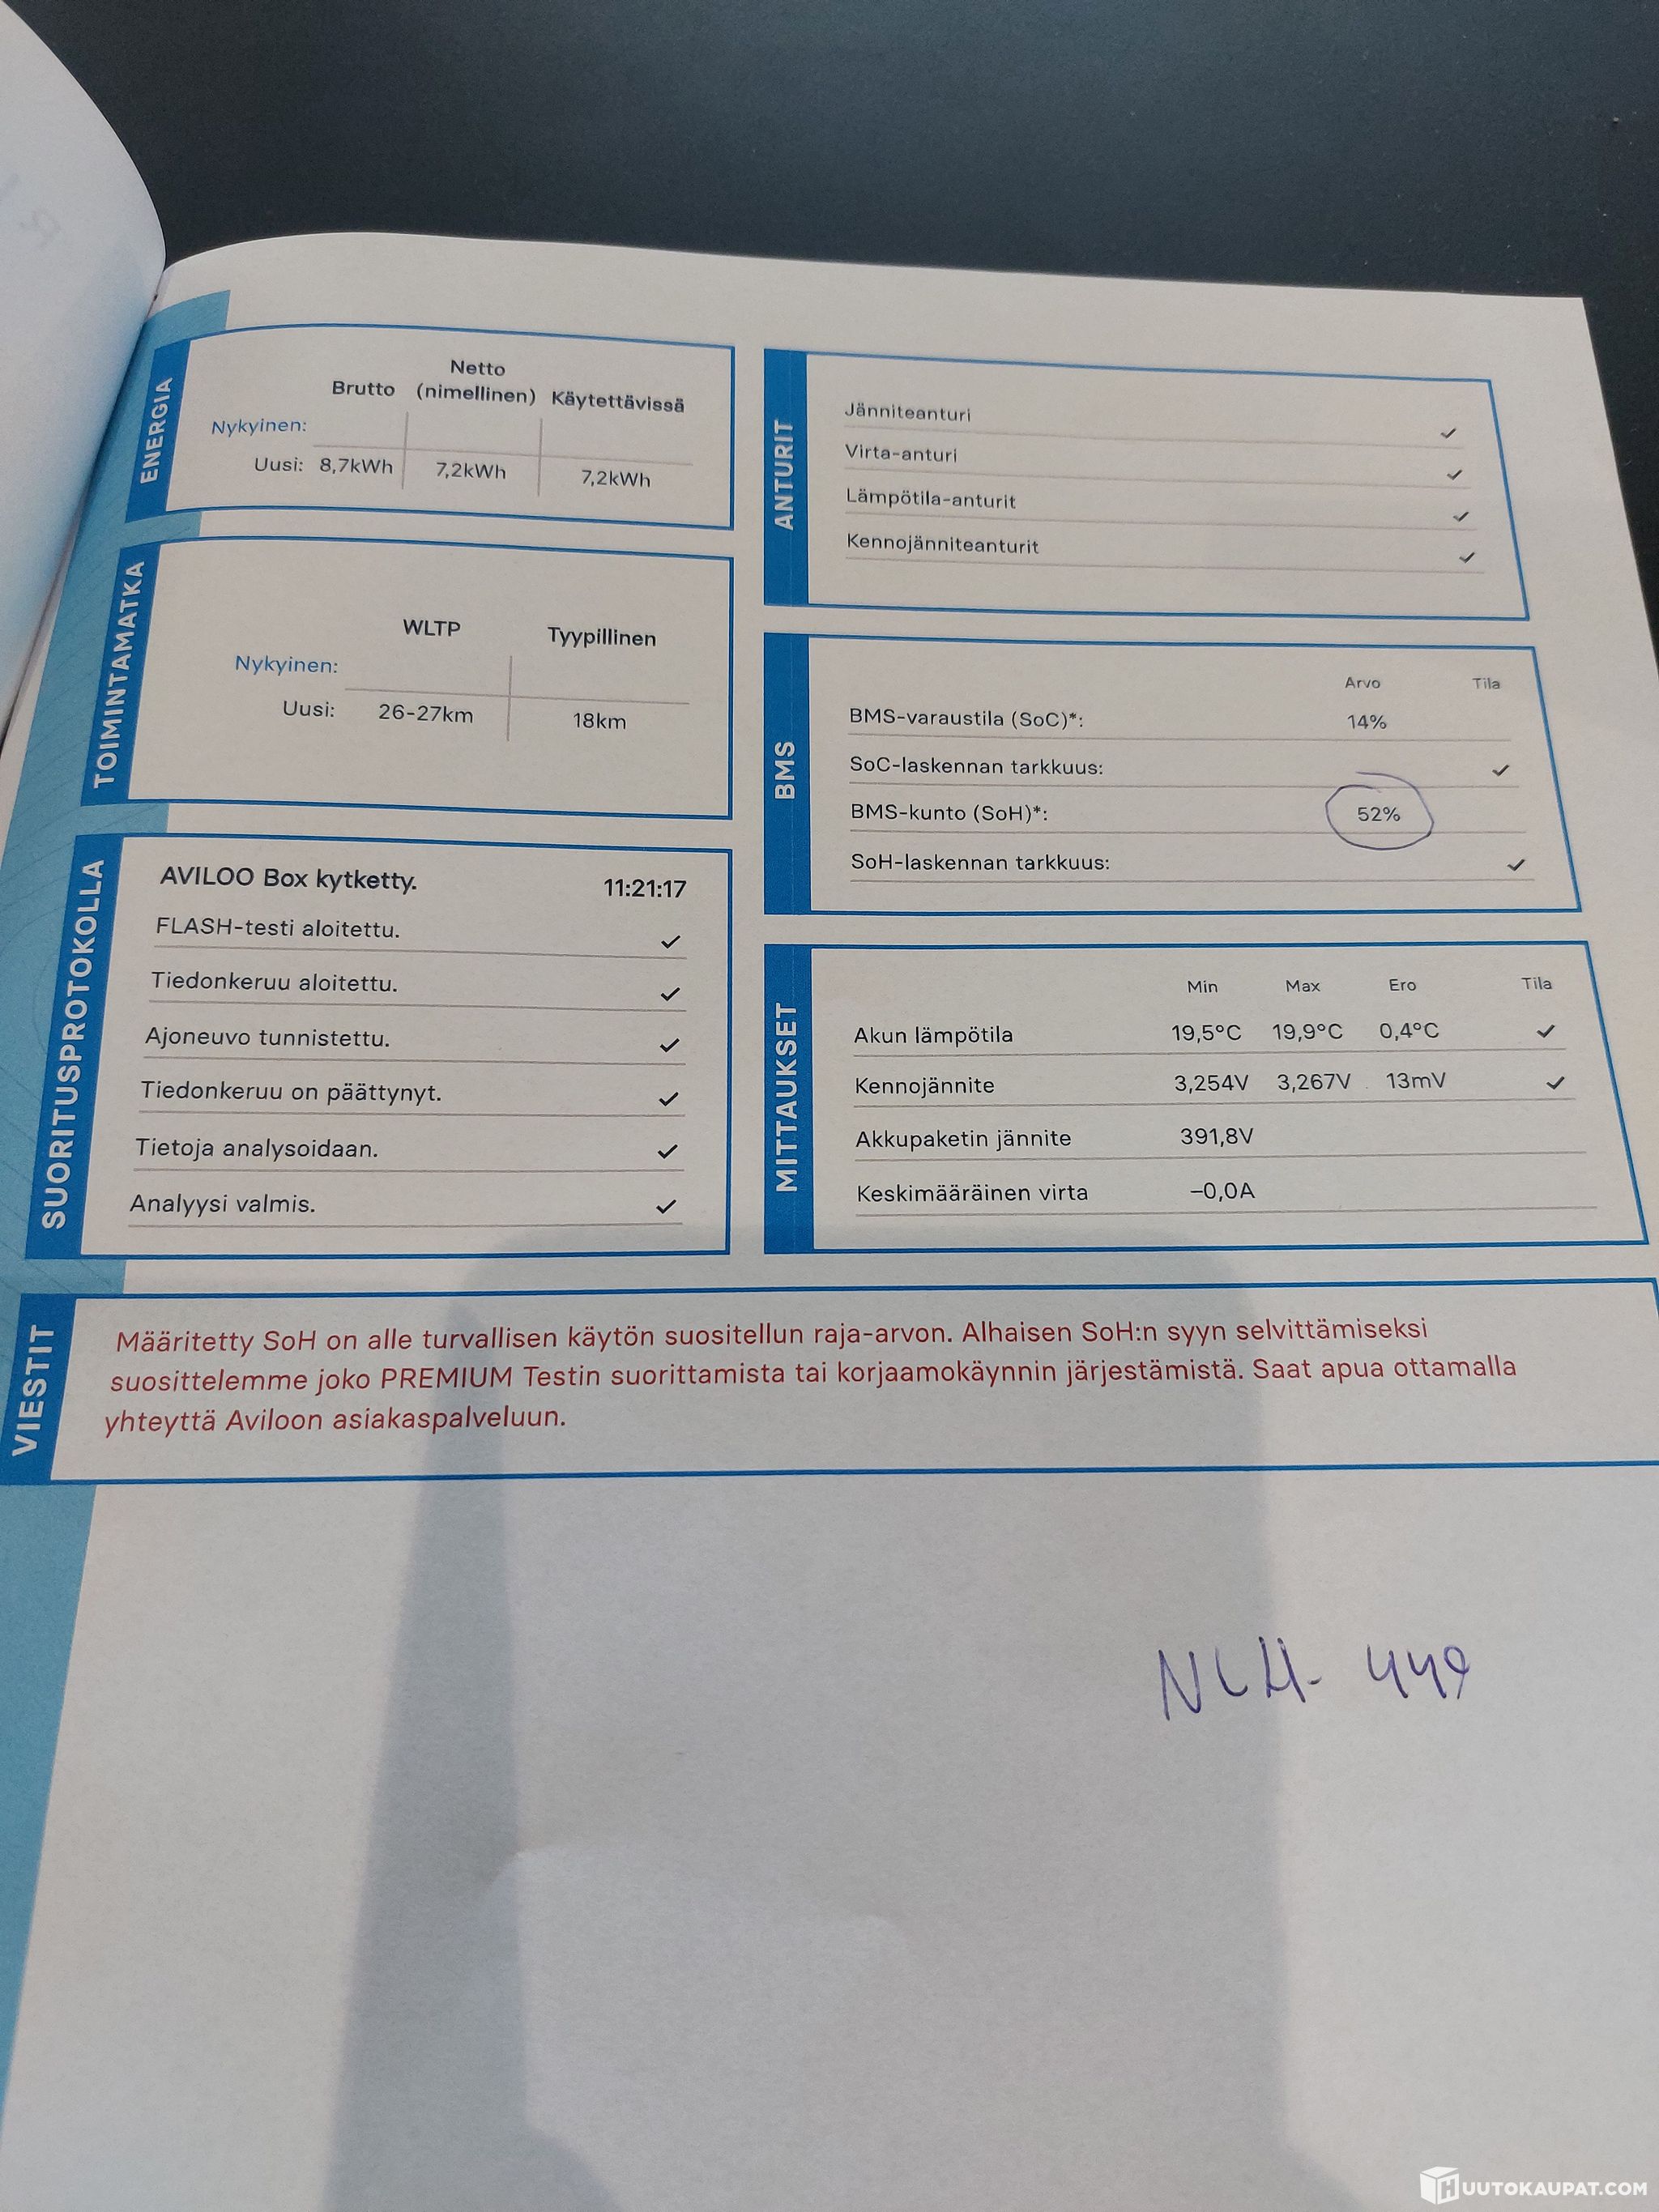 ENERGIA
Brutto Netto (nimellinen) Käytettävissä
Nykyinen:
Uusi: 8,7kWh 7,2kWh 7,2kWh
TOIMINTAMATKA
WLTP Tyypillinen
Nykyinen:
Uusi: 26-27km 18km
SUORITUSPROTOKOLLA
AVILOO Box kytketty. 11:21:17
FLASH-testi aloitettu. ✓
Tiedonkeruu aloitettu. ✓
Ajoneuvo tunnistettu. ✓
Tiedonkeruu on päättynyt. ✓
Tietoja analysoidaan. ✓
Analyysi valmis. ✓
ANTURIT
Jänniteanturi ✓
Virta-anturi ✓
Lämpötila-anturit ✓
Kennojänniteanturit ✓
BMS
Arvo Tila
BMS-varaustila (SoC)*: 14%
SoC-laskennan tarkkuus: ✓
BMS-kunto (SoH)*: 52%
SoH-laskennan tarkkuus: ✓
MITTAUKSET
Min Max Ero Tila
Akun lämpötila 19,5°C 19,9°C 0,4°C ✓
Kennojännite 3,254V 3,267V 13mV ✓
Akkupaketin jännite 391,8V
Keskimääräinen virta –0,0A
VIESTIT
Määritetty SoH on alle turvallisen käytön suositellun raja-arvon. Alhaisen SoH:n syyn selvittämiseksi
suosittelemme joko PREMIUM Testin suorittamista tai korjaamokäynnin järjestämistä. Saat apua ottamalla
yhteyttä Aviloon asiakaspalveluun.
NLH-449
HUUTOKAUPAT.COM